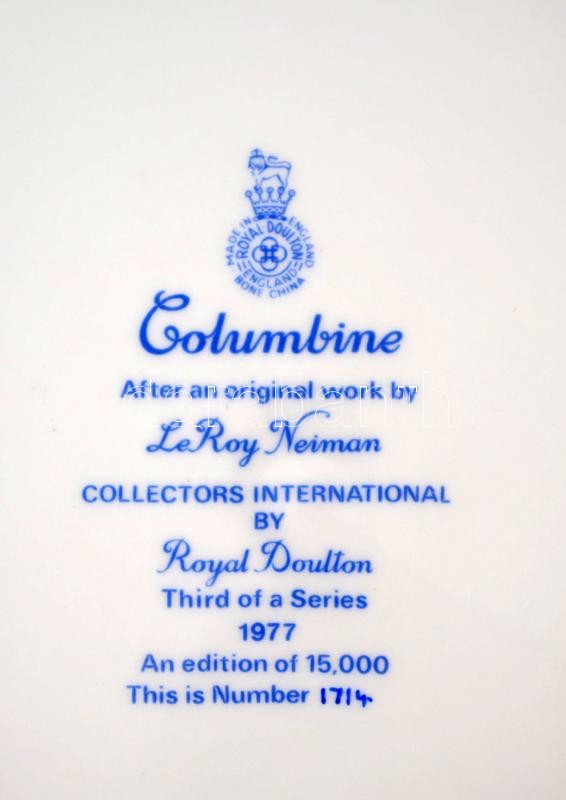 MADE IN ENGLAND
ROYAL DOULTON
ENGLAND
BONE CHINA
Columbine
After an original work by
darabanth
LeRoy Neiman
COLLECTORS INTERNATIONAL
BY
Royal Doulton
Third of a Series
1977
An edition of 15,000
This is Number 1714